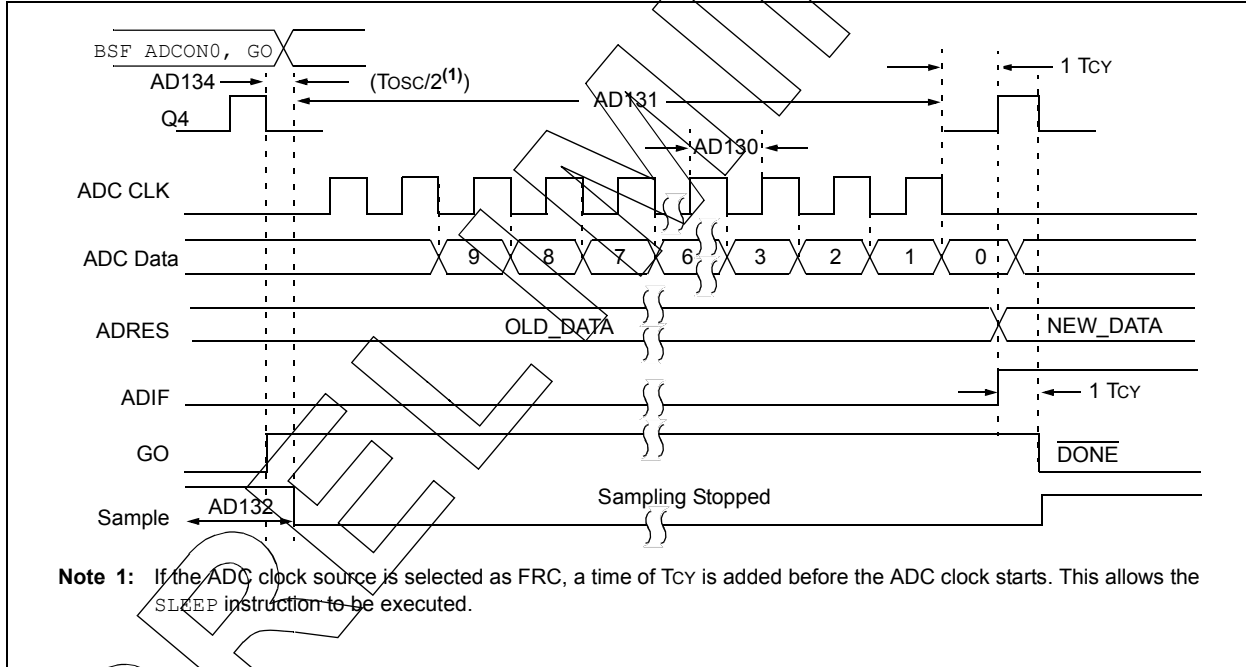 BSF ADCON0, GO
AD134
(TOSC/2(1))
AD131
1 TCY
Q4
AD130
ADC CLK
ADC Data
9 8 7 6 3 2 1 0
ADRES
OLD_DATA
NEW_DATA
ADIF
1 TCY
GO
DONE
Sample
AD132
Sampling Stopped
Note 1: If the ADC clock source is selected as FRC, a time of TCY is added before the ADC clock starts. This allows the
SLEEP instruction to be executed.